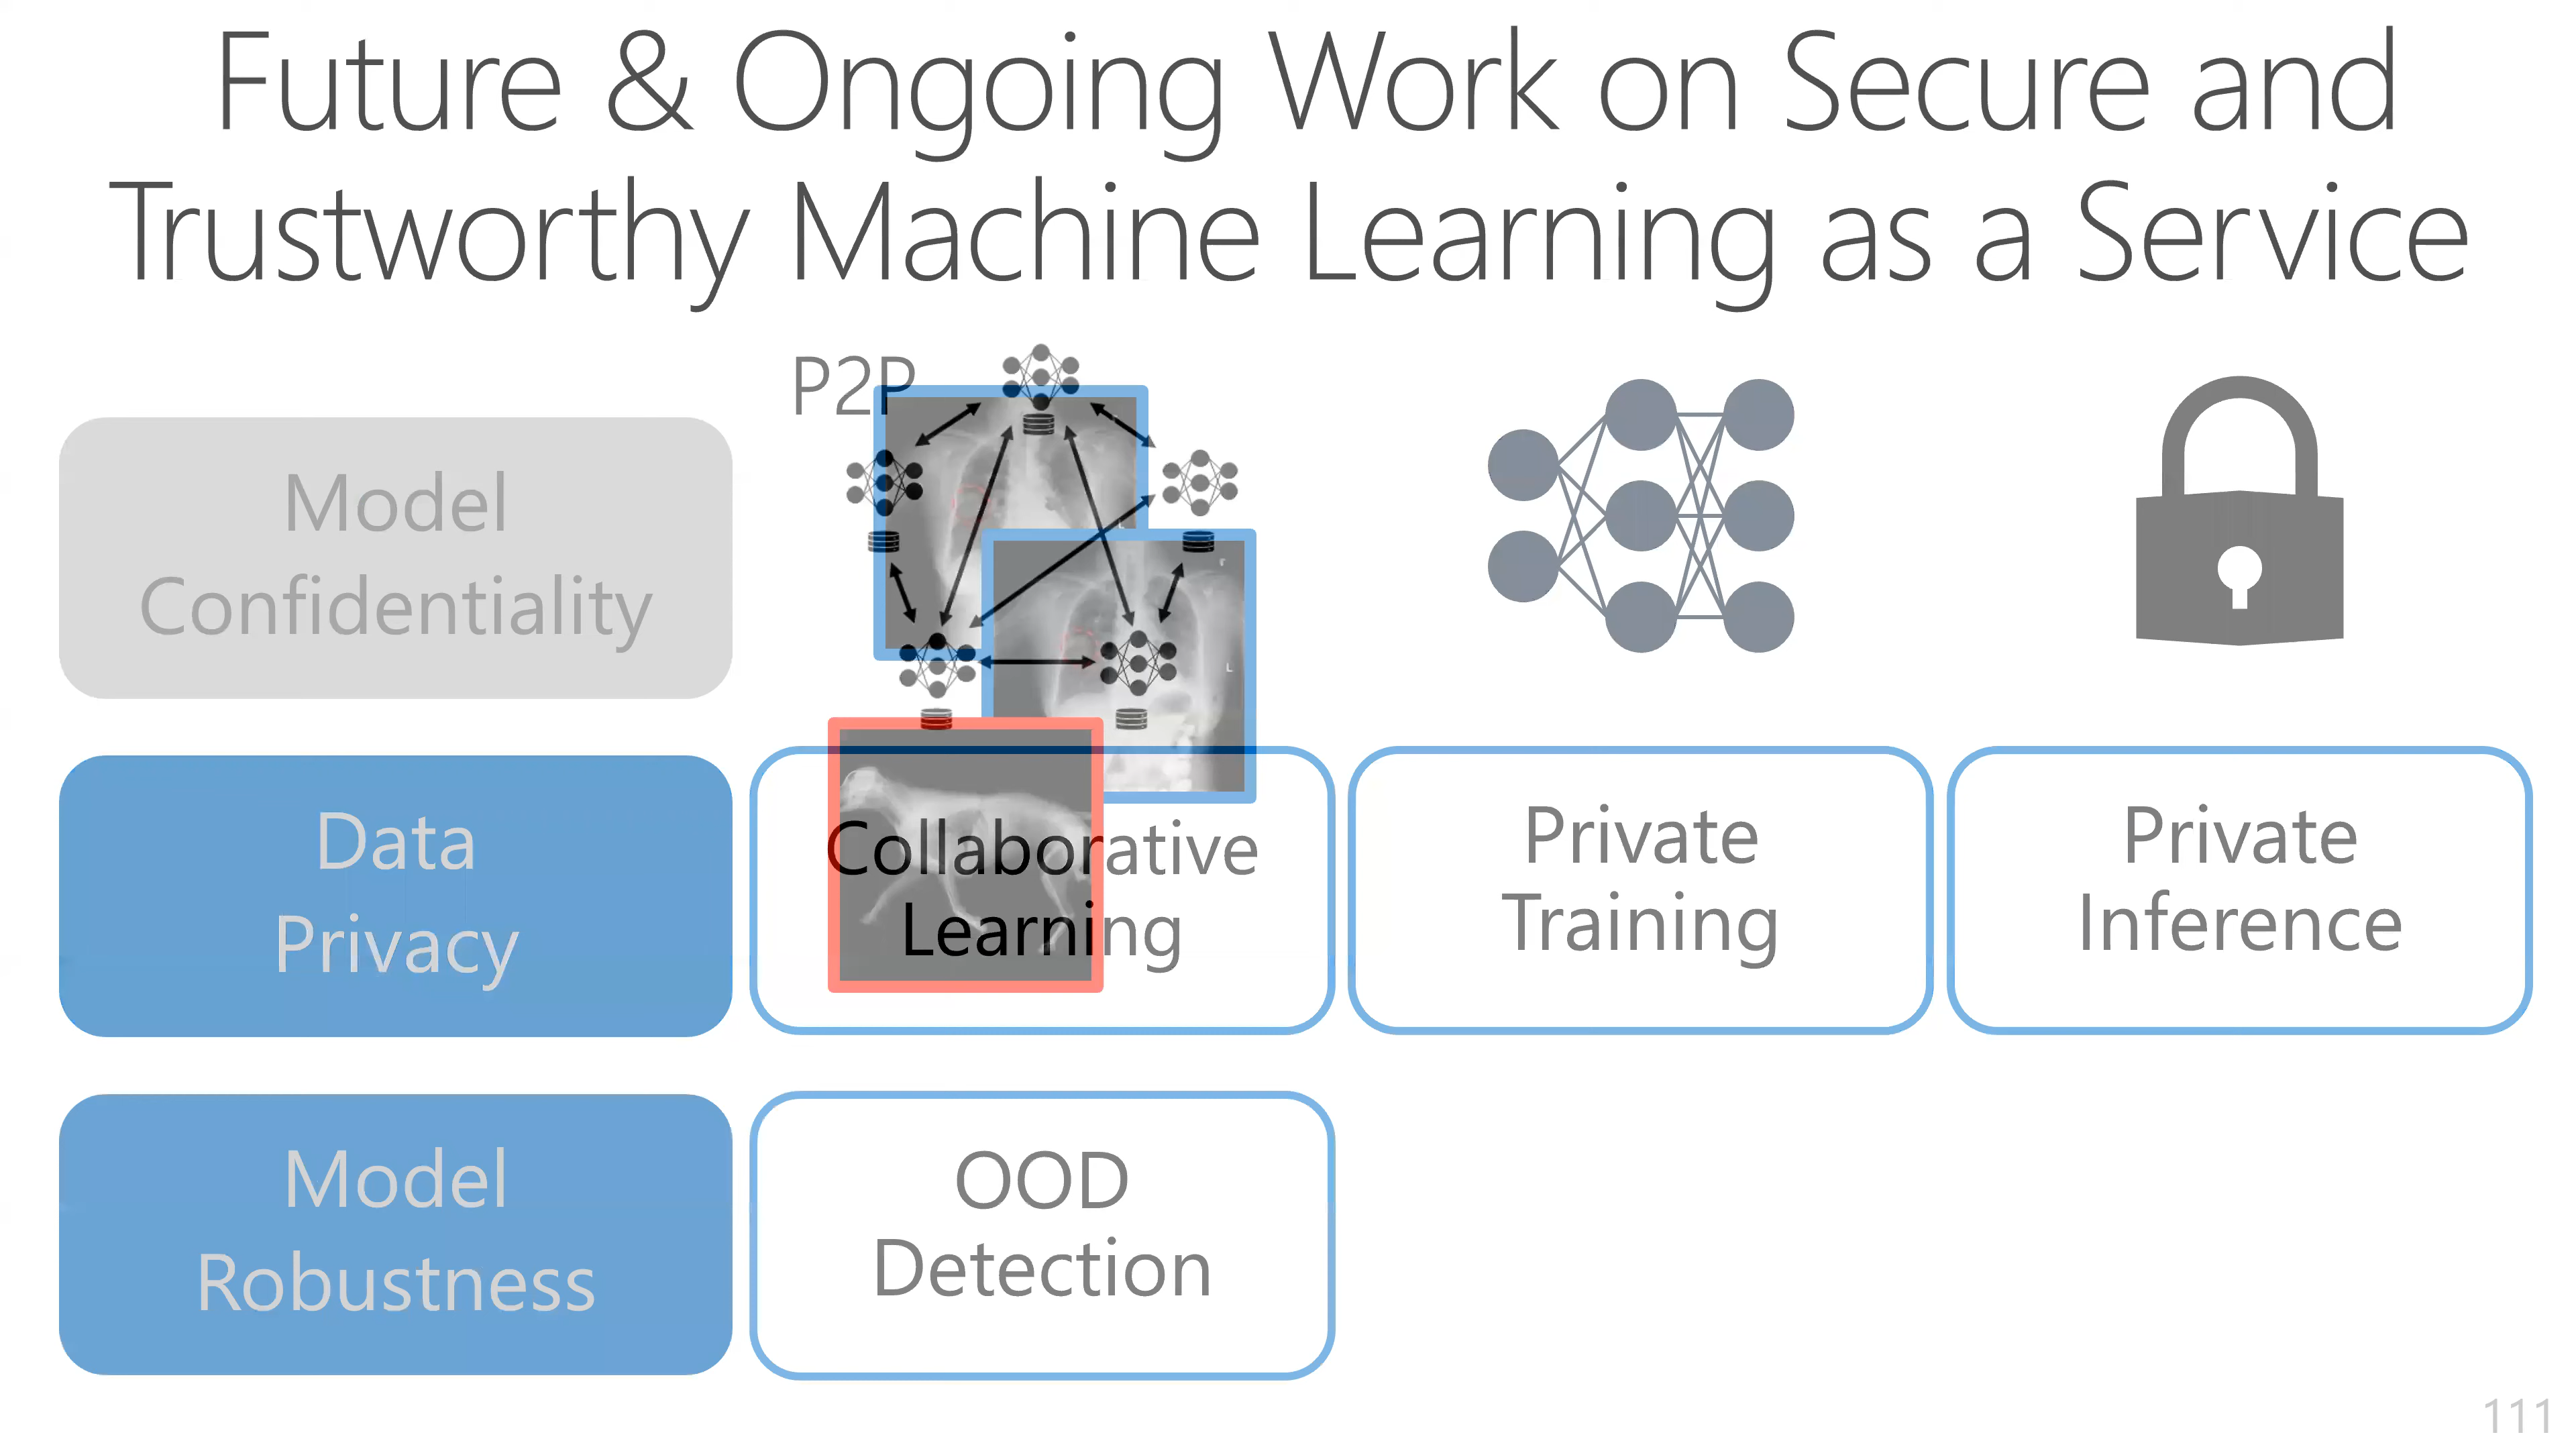 Future & Ongoing Work on Secure and
Trustworthy Machine Learning as a Service
P2P
Model
Confidentiality
Data
Privacy
Collaborative
Learning
Private
Training
Private
Inference
Model
Robustness
OOD
Detection
111